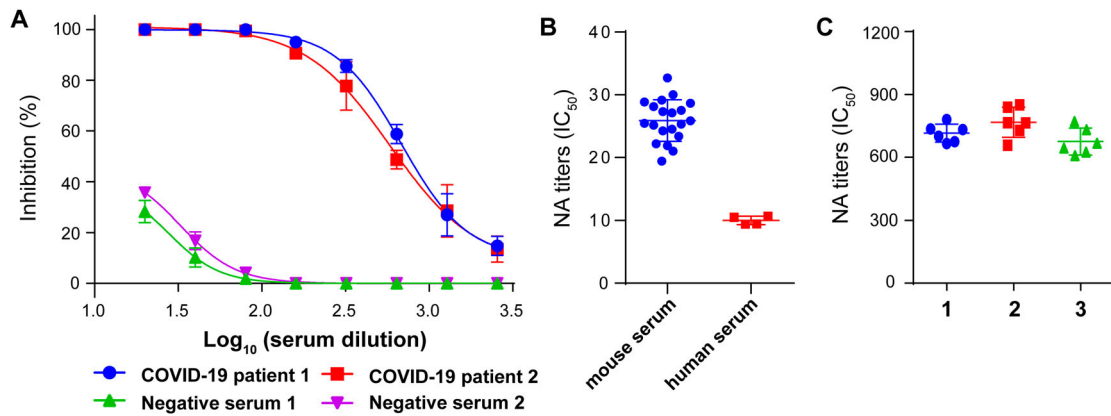 A
Inhibition (%)
100
80
60
40
20
0
1.0
1.5
2.0
2.5
3.0
3.5
Log10 (serum dilution)
COVID-19 patient 1
COVID-19 patient 2
Negative serum 1
Negative serum 2
B
NA titers (IC50)
40
30
20
10
0
mouse serum
human serum
C
NA titers (IC50)
1200
900
600
300
0
1
2
3